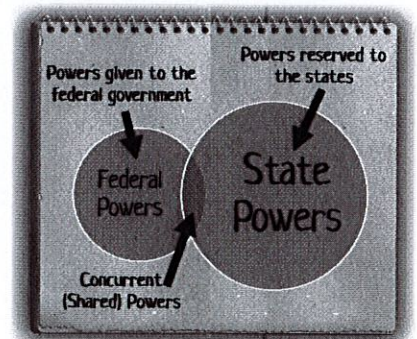 Powers given to the
federal government
Powers reserved to
the states
Federal
Powers
State
Powers
Concurrent
(Shared) Powers